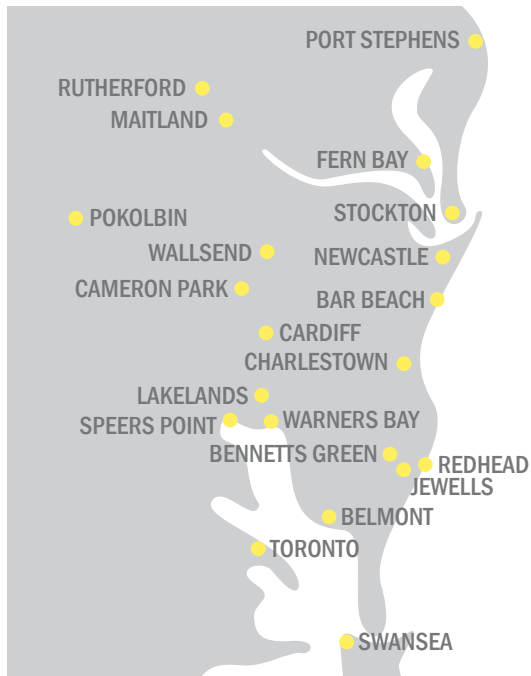 PORT STEPHENS
RUTHERFORD
MAITLAND
FERN BAY
POKOLBIN
STOCKTON
WALLSEND
NEWCASTLE
CAMERON PARK
BAR BEACH
CARDIFF
CHARLESTOWN
LAKELANDS
SPEERS POINT
WARNERS BAY
BENNETTS GREEN
REDHEAD
JEWELLS
BELMONT
TORONTO
SWANSEA